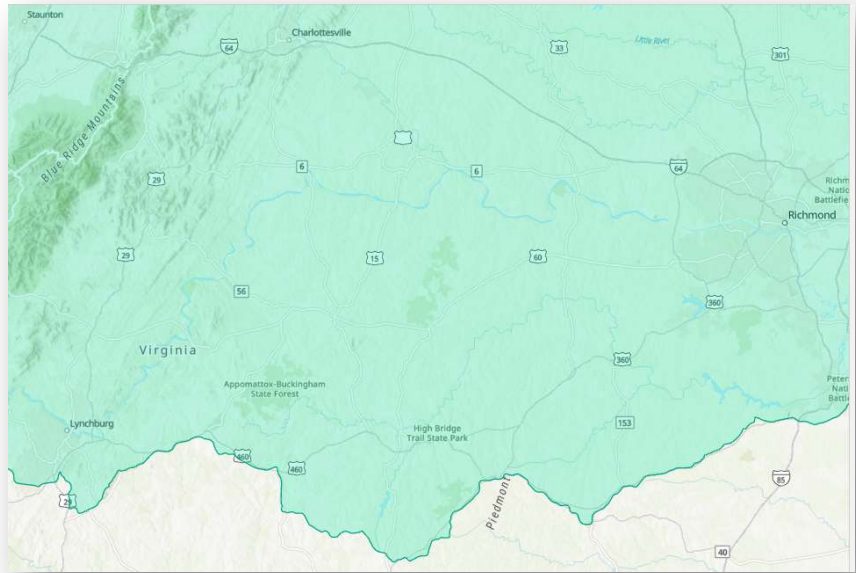 Staunton
Charlottesville
64
33
Little River
301
Blue Ridge Mountains
29
6
6
64
Richm
Natio
Battlefie
Richmond
29
15
60
56
360
Virginia
360
Appomattox-Buckingham
State Forest
Peter
Nati
Battle
Lynchburg
High Bridge
Trail State Park
153
460
460
29
Piedmont
85
40